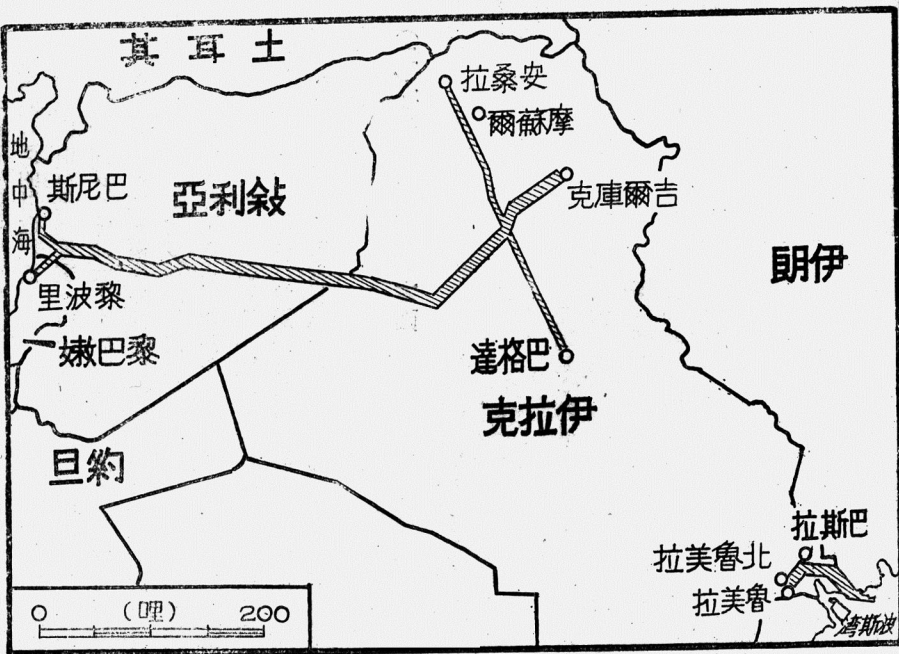 土耳其
安桑拉
摩蘇爾
地中海
巴尼斯
敍利亞
吉爾庫克
伊朗
黎波里
黎巴嫩
巴格達
伊拉克
約旦
巴斯拉
北魯美拉
魯美拉
波斯湾
0 (哩) 200